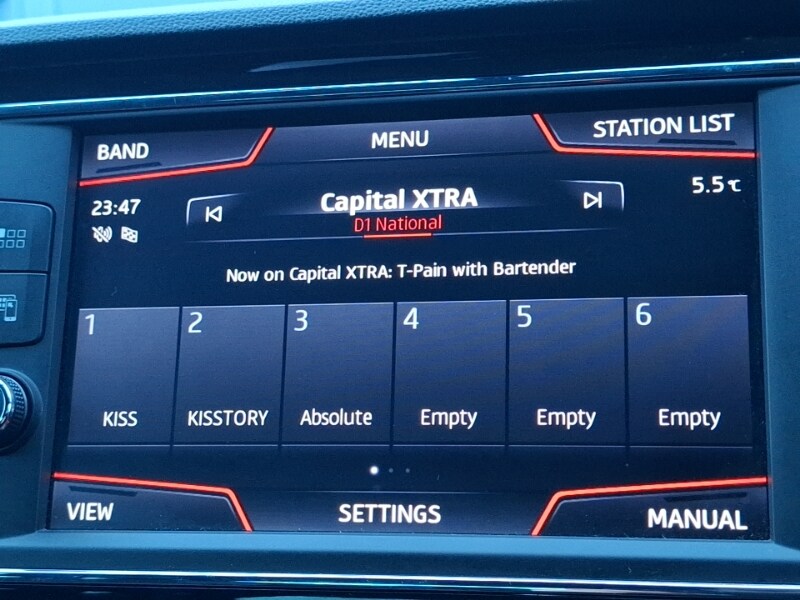 BAND
MENU
STATION LIST
23:47
Capital XTRA
5.5°C
D1 National
Now on Capital XTRA: T-Pain with Bartender
1
2
3
4
5
6
KISS
KISSTORY
Absolute
Empty
Empty
Empty
VIEW
SETTINGS
MANUAL